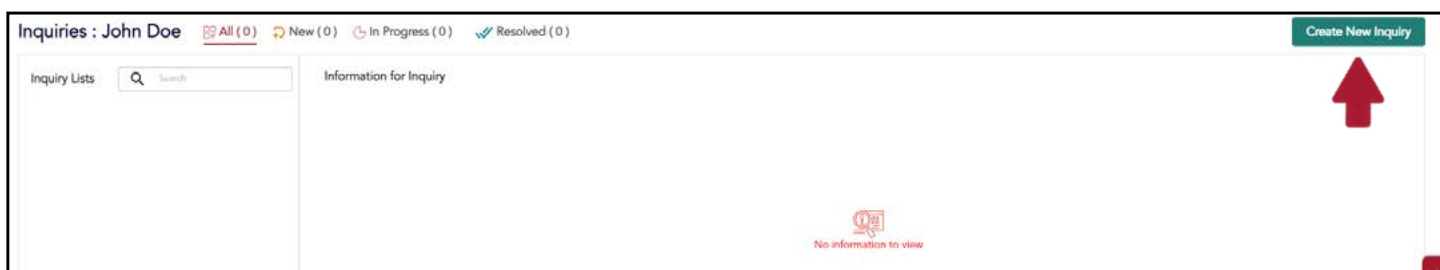 Inquiries : John Doe All ( 0 ) New ( 0 ) In Progress ( 0 ) Resolved ( 0 ) Create New Inquiry
Inquiry Lists Search Information for Inquiry
No information to view